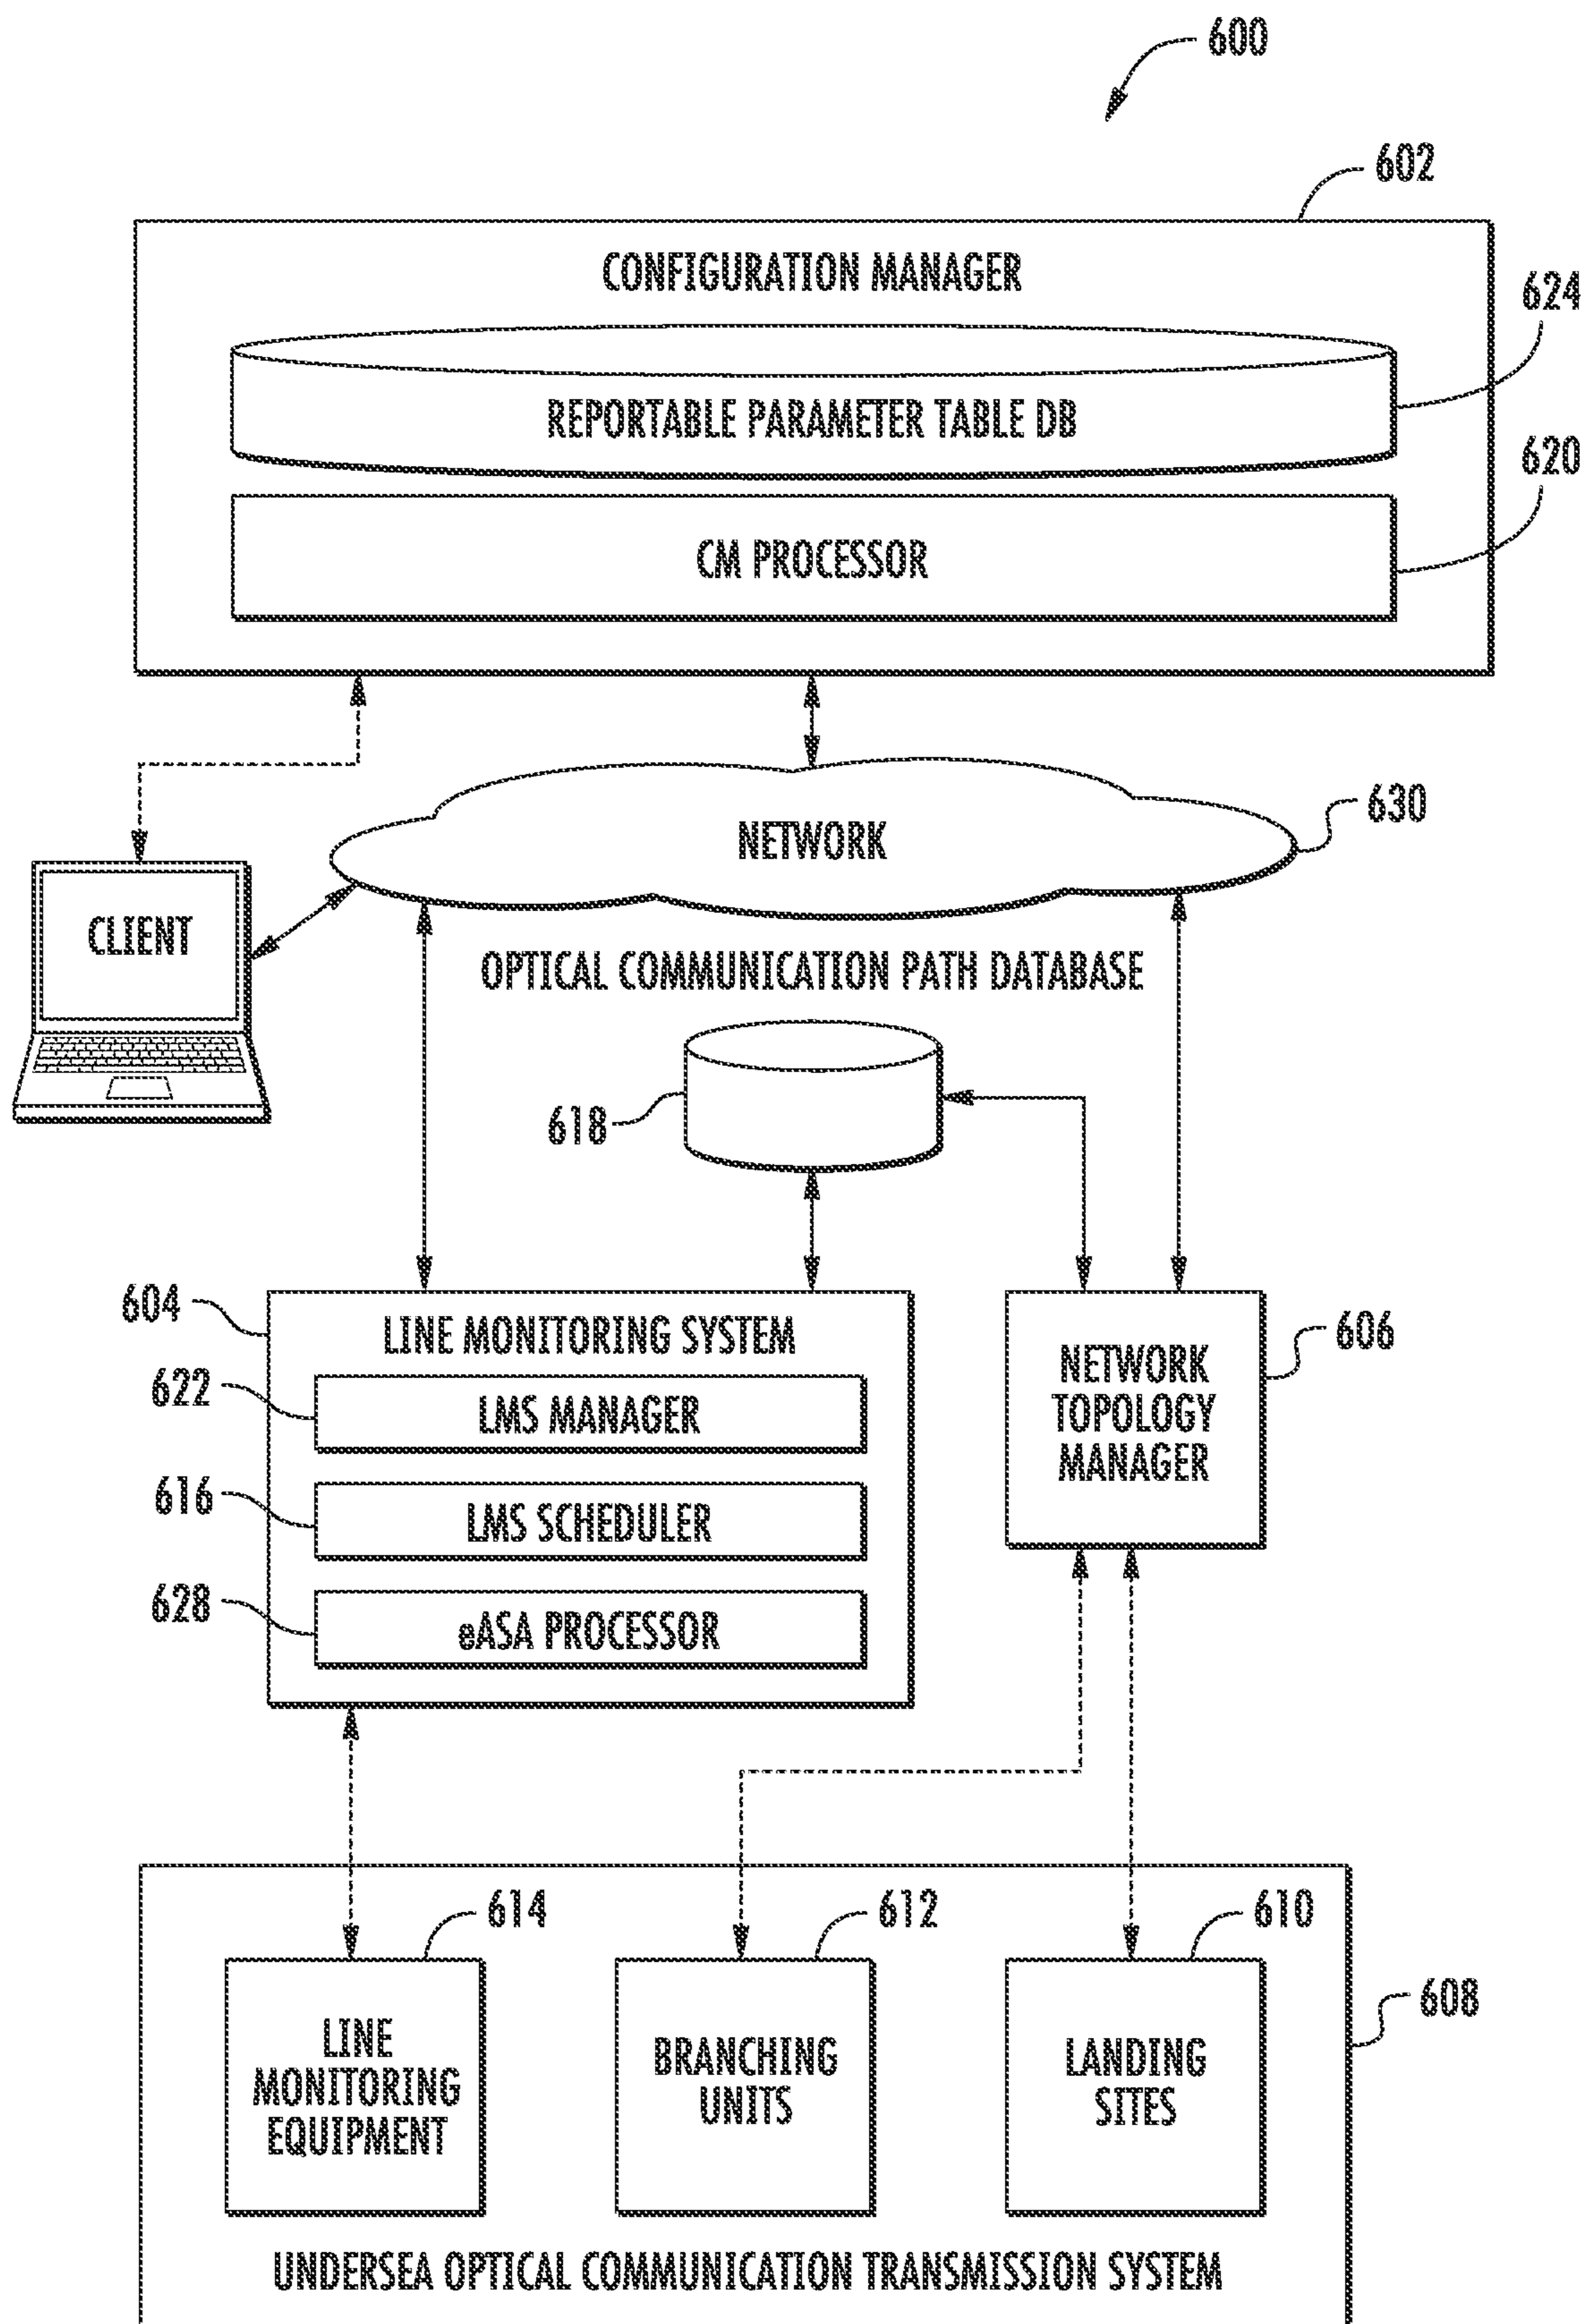 600
602
CONFIGURATION MANAGER
624
REPORTABLE PARAMETER TABLE DB
620
CM PROCESSOR
630
NETWORK
CLIENT
OPTICAL COMMUNICATION PATH DATABASE
618
604
LINE MONITORING SYSTEM
606
622
LMS MANAGER
NETWORK
TOPOLOGY
MANAGER
616
LMS SCHEDULER
628
eASA PROCESSOR
614
612
610
608
LINE
MONITORING
EQUIPMENT
BRANCHING
UNITS
LANDING
SITES
UNDERSEA OPTICAL COMMUNICATION TRANSMISSION SYSTEM